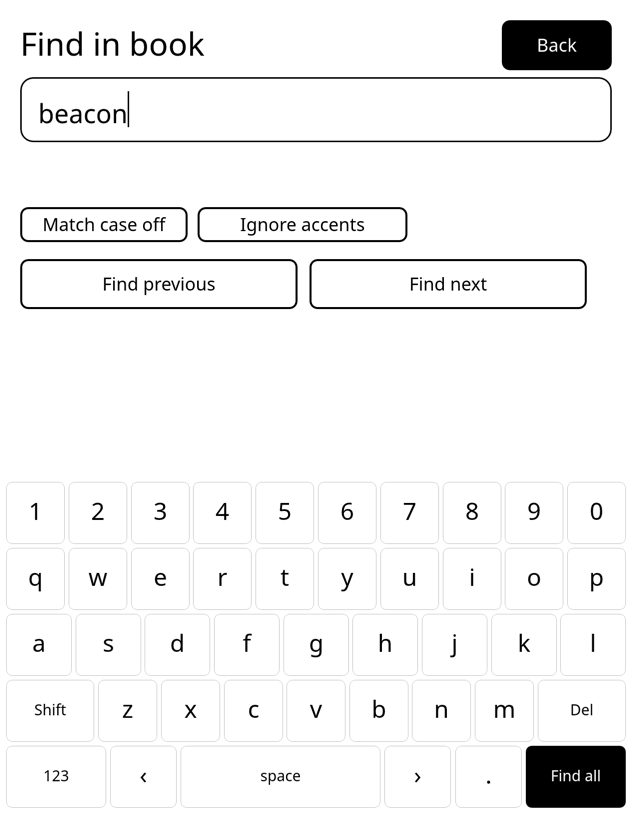 Find in book Back
beacon
Match case off Ignore accents
Find previous Find next
1 2 3 4 5 6 7 8 9 0
q w e r t y u i o p
a s d f g h j k l
Shift z x c v b n m Del
123 ‹ space › . Find all